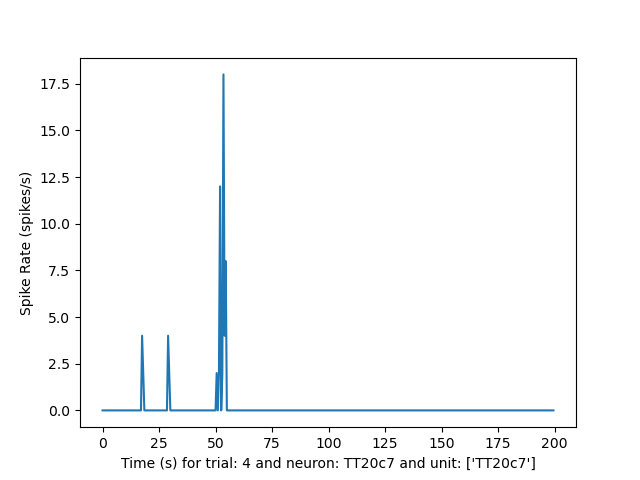 17.5
15.0
12.5
10.0
7.5
5.0
2.5
0.0
Spike Rate (spikes/s)
0 25 50 75 100 125 150 175 200
Time (s) for trial: 4 and neuron: TT20c7 and unit: ['TT20c7']